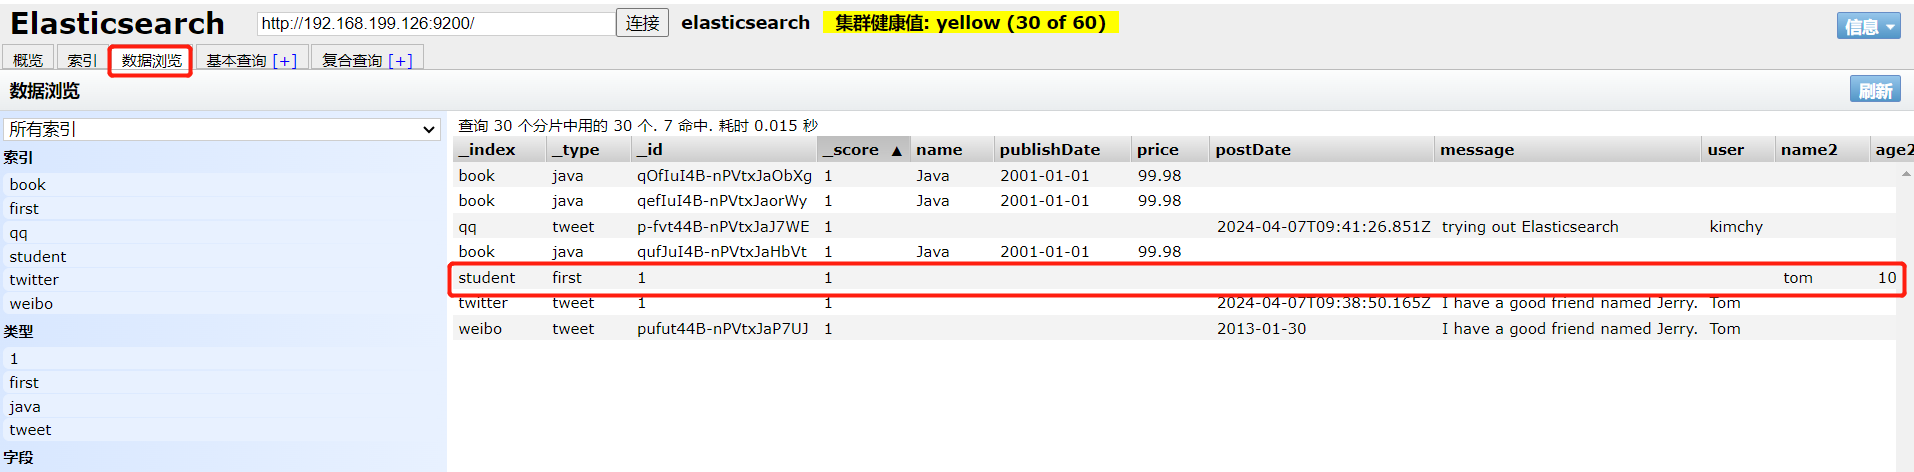 Elasticsearch http://192.168.199.126:9200/ 连接 elasticsearch 集群健康值: yellow (30 of 60) 信息
概览 索引 数据浏览 基本查询 [+] 复合查询 [+]
数据浏览 刷新
所有索引
索引
book
first
qq
student
twitter
weibo
类型
1
first
java
tweet
字段
查询 30 个分片中用的 30 个. 7 命中. 耗时 0.015 秒
_index _type _id _score ▲ name publishDate price postDate message user name2 age2
book java qOfIuI4B-nPVtxJaObXg 1 Java 2001-01-01 99.98
book java qefIuI4B-nPVtxJaorWy 1 Java 2001-01-01 99.98
qq tweet p-fvt44B-nPVtxJaJ7WE 1 2024-04-07T09:41:26.851Z trying out Elasticsearch kimchy
book java qufJuI4B-nPVtxJaHbVt 1 Java 2001-01-01 99.98
student first 1 1 tom 10
twitter tweet 1 1 2024-04-07T09:38:50.165Z I have a good friend named Jerry. Tom
weibo tweet pufut44B-nPVtxJaP7UJ 1 2013-01-30 I have a good friend named Jerry. Tom